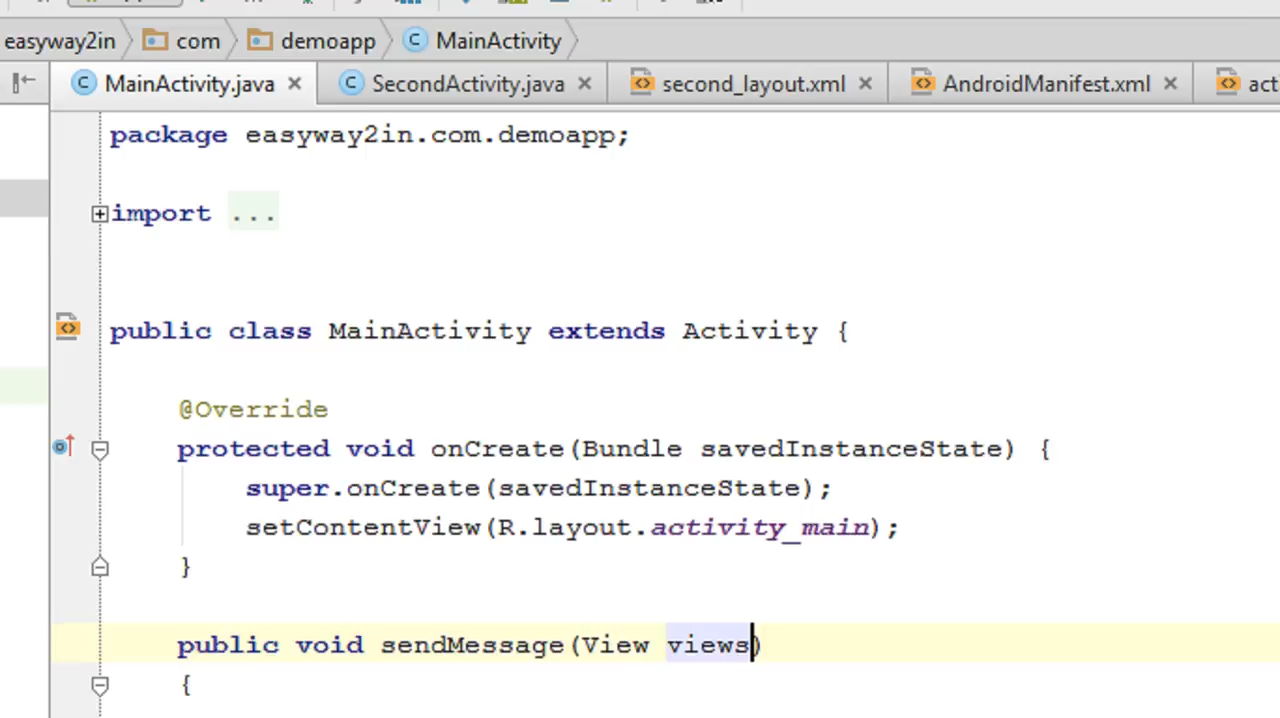 easyway2in com demoapp MainActivity
MainActivity.java SecondActivity.java second_layout.xml AndroidManifest.xml act
package easyway2in.com.demoapp;
import ...
public class MainActivity extends Activity {
@Override
protected void onCreate(Bundle savedInstanceState) {
super.onCreate(savedInstanceState);
setContentView(R.layout.activity_main);
}
public void sendMessage(View views)
{